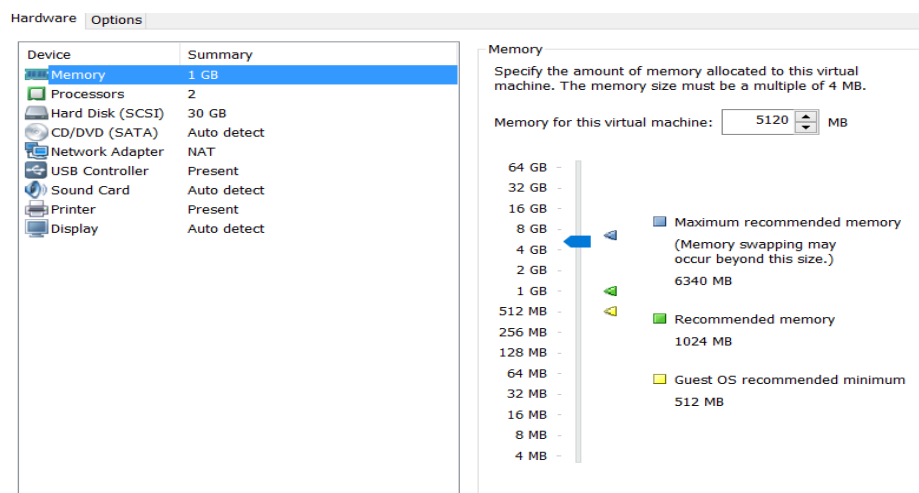 Hardware Options
Device Summary
Memory 1 GB
Processors 2
Hard Disk (SCSI) 30 GB
CD/DVD (SATA) Auto detect
Network Adapter NAT
USB Controller Present
Sound Card Auto detect
Printer Present
Display Auto detect
Memory
Specify the amount of memory allocated to this virtual
machine. The memory size must be a multiple of 4 MB.
Memory for this virtual machine: 5120 MB
64 GB
32 GB
16 GB
8 GB
4 GB
2 GB
1 GB
512 MB
256 MB
128 MB
64 MB
32 MB
16 MB
8 MB
4 MB
Maximum recommended memory
(Memory swapping may
occur beyond this size.)
6340 MB
Recommended memory
1024 MB
Guest OS recommended minimum
512 MB